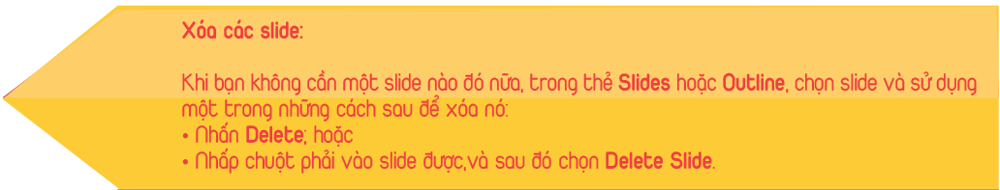 Xóa các slide:
Khi bạn không cần một slide nào đó nữa, trong thẻ Slides hoặc Outline, chọn slide và sử dụng
một trong những cách sau để xóa nó:
• Nhấn Delete; hoặc
• Nhấp chuột phải vào slide được,và sau đó chọn Delete Slide.